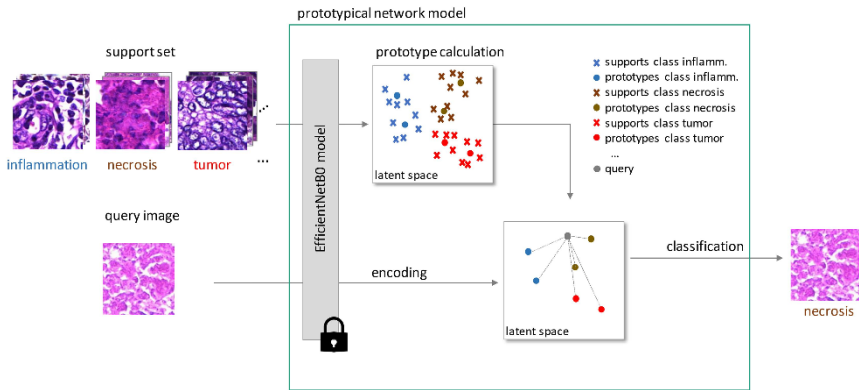 prototypical network model
support set
inflammation
necrosis
tumor
...
...
query image
EfficientNetB0 model
prototype calculation
latent space
supports class inflamm.
prototypes class inflamm.
supports class necrosis
prototypes class necrosis
supports class tumor
prototypes class tumor
...
query
encoding
latent space
classification
necrosis